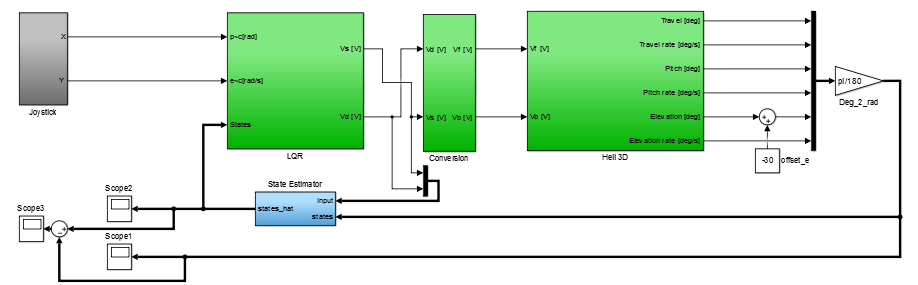 X
Y
Joystick
p~c[rad]
e~c[rad/s]
States
Vs [V]
Vd [V]
LQR
Vd [V]
Vs [V]
Vf [V]
Vb [V]
Conversion
Vf [V]
Vb [V]
Travel [deg]
Travel rate [deg/s]
Pitch [deg]
Pitch rate [deg/s]
Elevation [deg]
Elevation rate [deg/s]
Heli 3D
pi/180
Deg_2_rad
+
+
-30
offset_e
State Estimator
states_hat
input
states
Scope2
Scope3
−
+
Scope1